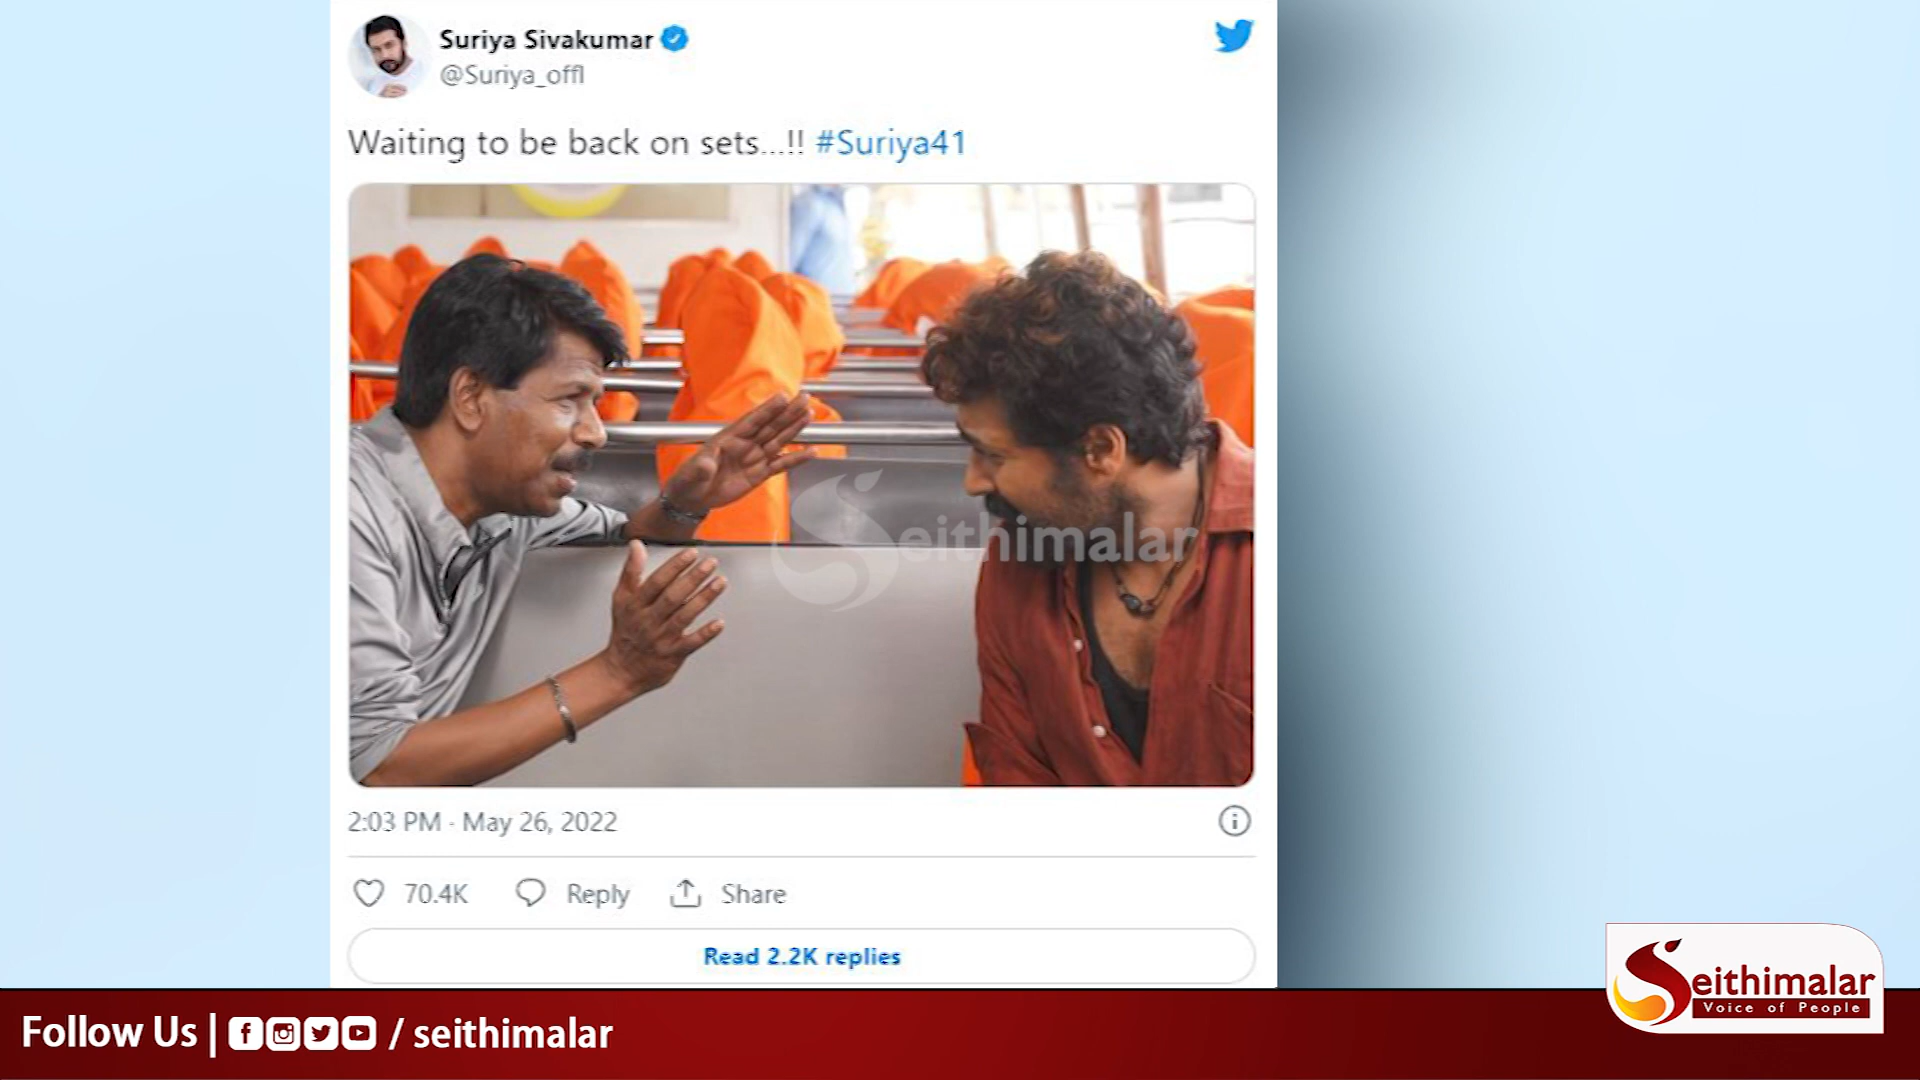 Suriya Sivakumar
@Suriya_offl
Waiting to be back on sets...!! #Suriya41
Seithimalar
2:03 PM · May 26, 2022
70.4K Reply Share
Read 2.2K replies
Seithimalar
Voice of People
Follow Us | / seithimalar